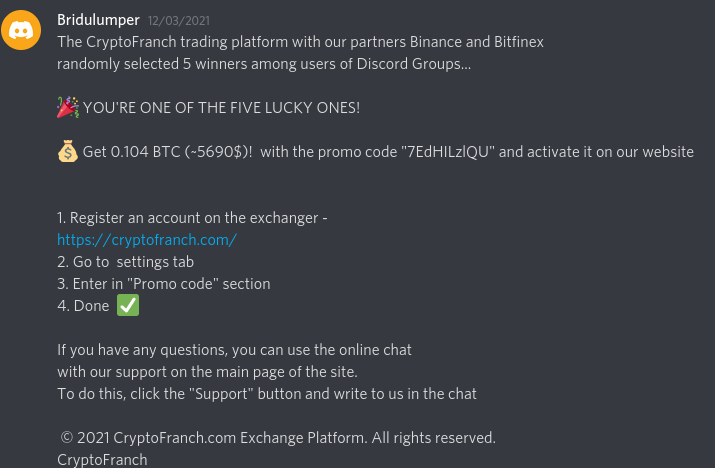 Bridulumper 12/03/2021
The CryptoFranch trading platform with our partners Binance and Bitfinex
randomly selected 5 winners among users of Discord Groups...
🎉 YOU'RE ONE OF THE FIVE LUCKY ONES!
💰 Get 0.104 BTC (~5690$)!  with the promo code "7EdHILzlQU" and activate it on our website
1. Register an account on the exchanger -
https://cryptofranch.com/
2. Go to  settings tab
3. Enter in "Promo code" section
4. Done ✅
If you have any questions, you can use the online chat
with our support on the main page of the site.
To do this, click the "Support" button and write to us in the chat
© 2021 CryptoFranch.com Exchange Platform. All rights reserved.
CryptoFranch